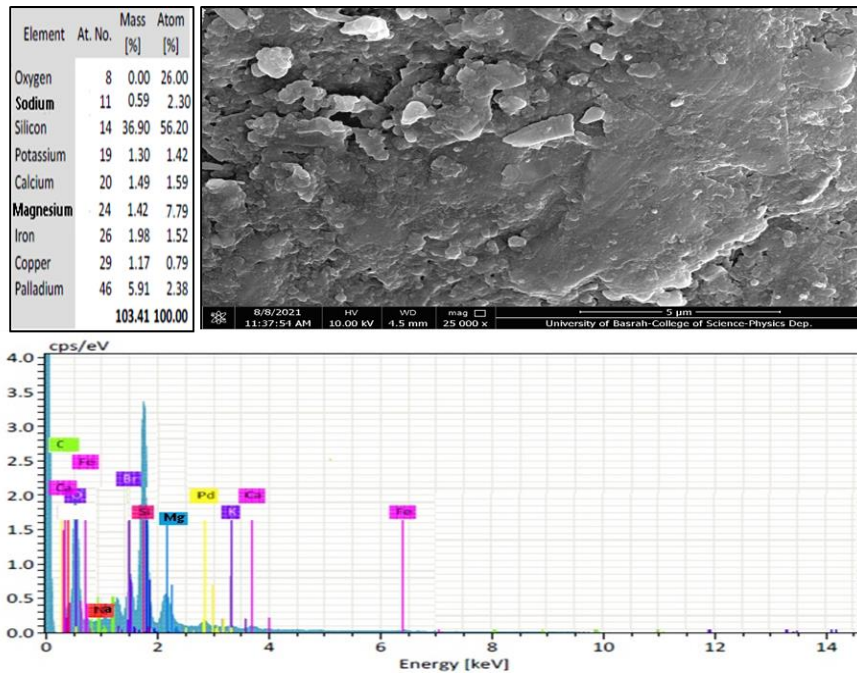 Element At. No. Mass [%] Atom [%]
Oxygen 8 0.00 26.00
Sodium 11 0.59 2.30
Silicon 14 36.90 56.20
Potassium 19 1.30 1.42
Calcium 20 1.49 1.59
Magnesium 24 1.42 7.79
Iron 26 1.98 1.52
Copper 29 1.17 0.79
Palladium 46 5.91 2.38
103.41 100.00
8/8/2021 HV WD mag 5 µm
11:37:54 AM 10.00 kV 4.5 mm 25 000 x University of Basrah-College of Science-Physics Dep.
cps/eV
4.0
3.5
3.0
C
2.5 Fe
Br
Ca
2.0 O Pd K Ca
Si Mg Fe
1.5
1.0
0.5
Na
0.0
0 2 4 6 8 10 12 14
Energy [keV]